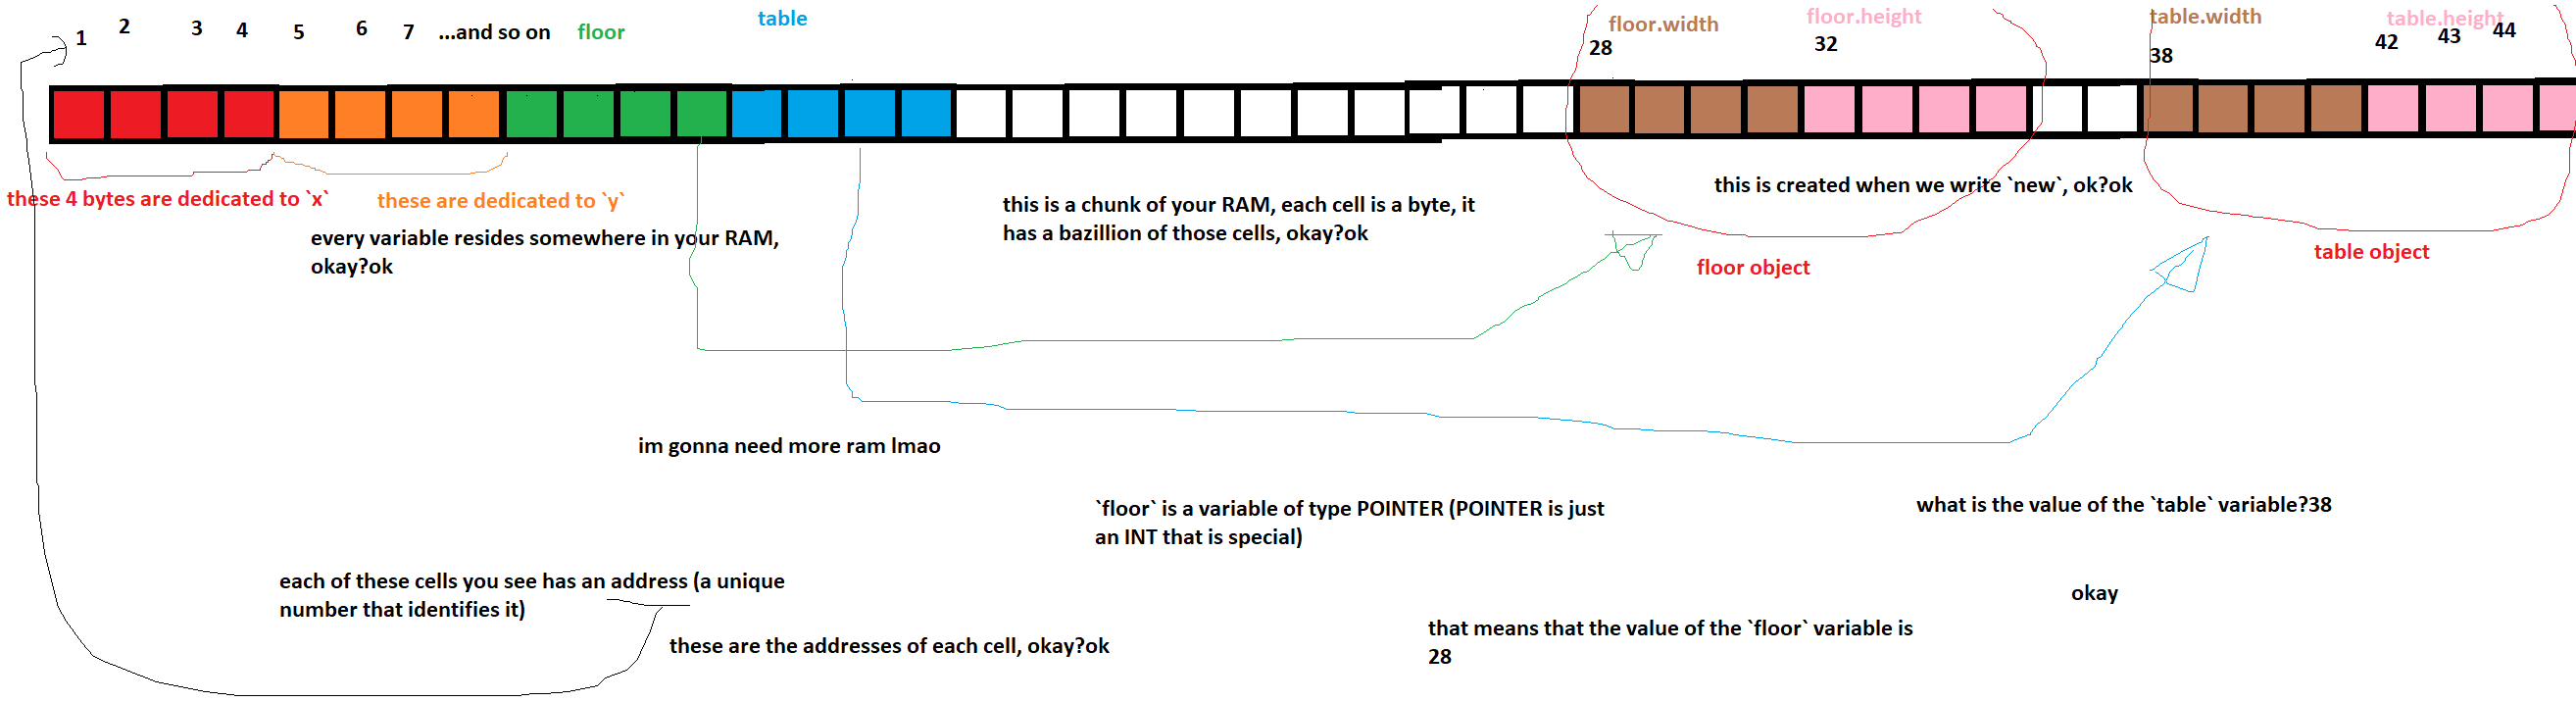 1 2 3 4 5 6 7 ...and so on floor table floor.width floor.height table.width table.height
28 32 38 42 43 44
these 4 bytes are dedicated to `x`
these are dedicated to `y`
every variable resides somewhere in your RAM,
okay?ok
this is a chunk of your RAM, each cell is a byte, it
has a bazillion of those cells, okay?ok
this is created when we write `new`, ok?ok
floor object
table object
im gonna need more ram lmao
`floor` is a variable of type POINTER (POINTER is just
an INT that is special)
what is the value of the `table` variable?38
each of these cells you see has an address (a unique
number that identifies it)
okay
these are the addresses of each cell, okay?ok
that means that the value of the `floor` variable is
28